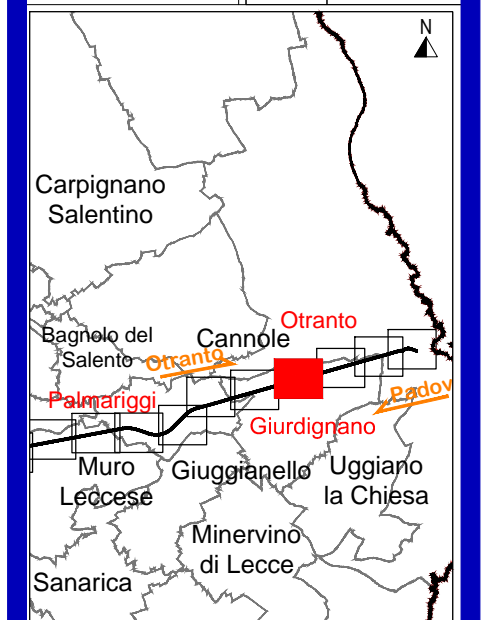 N
Carpignano
Salentino
Otranto
Bagnolo del
Salento
Cannole
Otranto
Padov
Palmariggi
Giurdignano
Muro
Leccese
Giuggianello
Uggiano
la Chiesa
Minervino
di Lecce
Sanarica